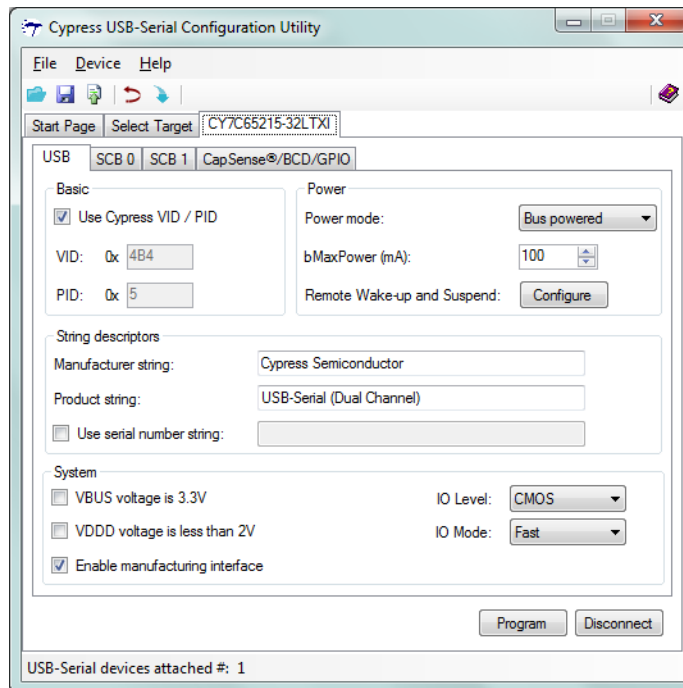 Cypress USB-Serial Configuration Utility
File Device Help
Start Page Select Target CY7C65215-32LTXI
USB SCB 0 SCB 1 CapSense®/BCD/GPIO
Basic
Use Cypress VID / PID
VID: 0x 4B4
PID: 0x 5
Power
Power mode: Bus powered
bMaxPower (mA): 100
Remote Wake-up and Suspend: Configure
String descriptors
Manufacturer string: Cypress Semiconductor
Product string: USB-Serial (Dual Channel)
Use serial number string:
System
VBUS voltage is 3.3V IO Level: CMOS
VDDD voltage is less than 2V IO Mode: Fast
Enable manufacturing interface
Program Disconnect
USB-Serial devices attached #: 1